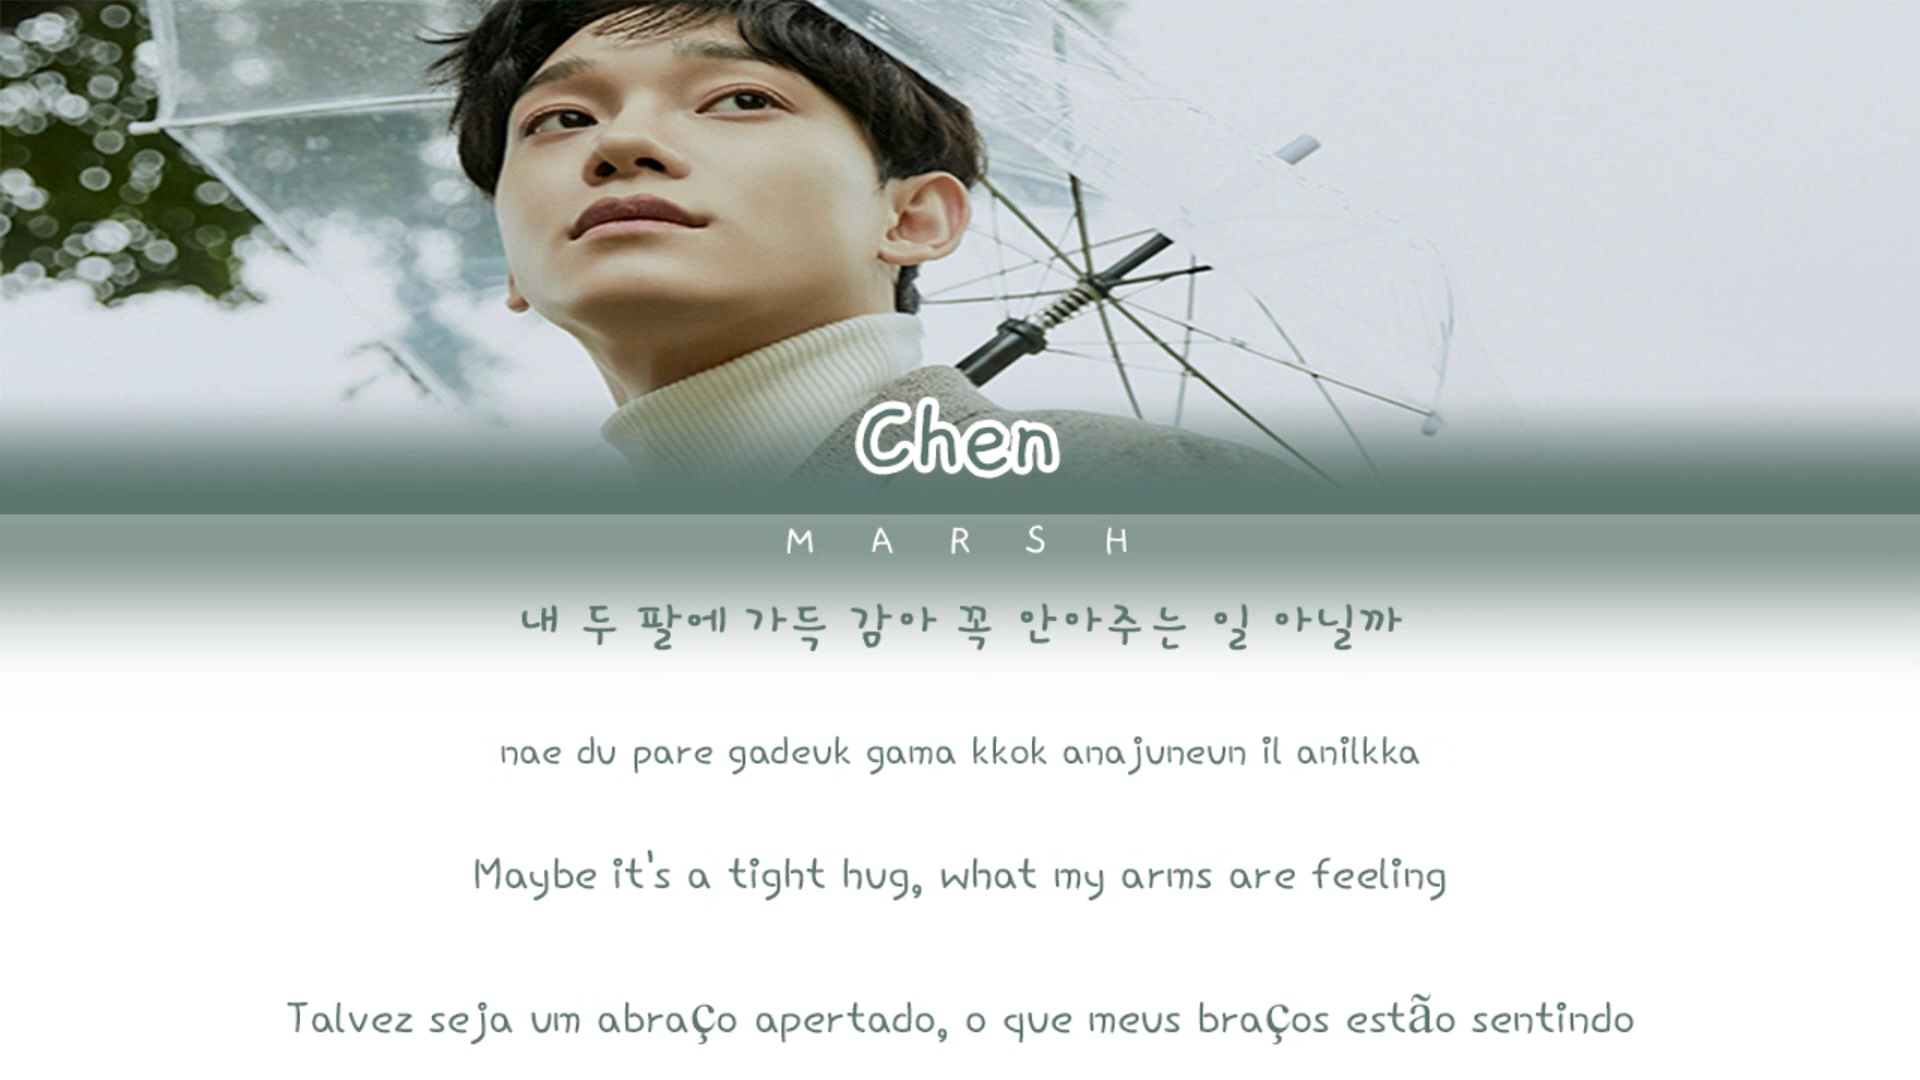 Chen
MARSH
내 두 팔에 가득 감아 꼭 안아주는 일 아닐까
nae du pare gadeuk gama kkok anajuneun il anilkka
Maybe it's a tight hug, what my arms are feeling
Talvez seja um abraço apertado, o que meus braços estão sentindo